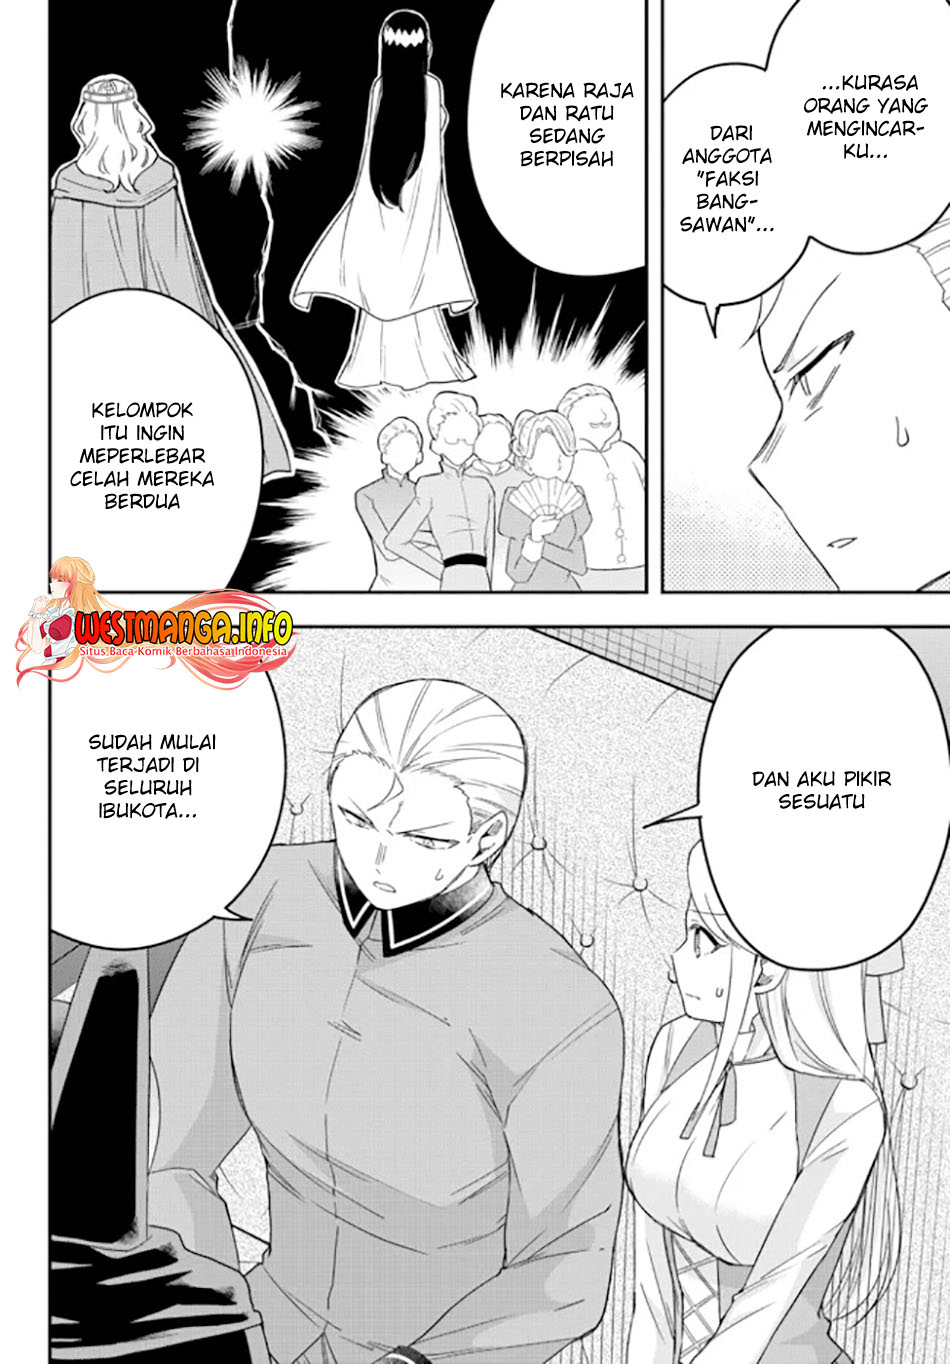 ...KURASA
ORANG YANG
MENGINCAR-
KU...
DARI
ANGGOTA
"FAKSI
BANG-
SAWAN"...
KARENA RAJA
DAN RATU
SEDANG
BERPISAH
KELOMPOK
ITU INGIN
MEPERLEBAR
CELAH MEREKA
BERDUA
WESTMANGA.INFO
Situs Baca Komik Berbahasa Indonesia
DAN AKU PIKIR
SESUATU
SUDAH MULAI
TERJADI DI
SELURUH
IBUKOTA...